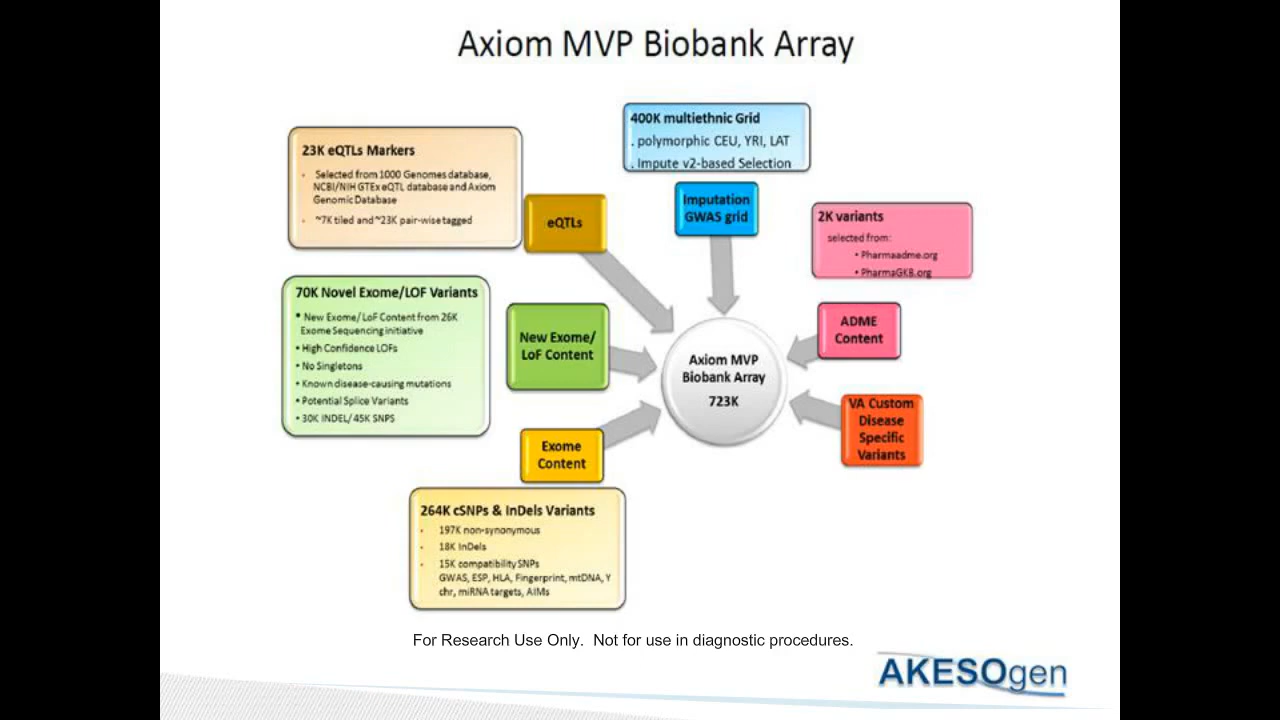 Axiom MVP Biobank Array
400K multiethnic Grid
. polymorphic CEU, YRI, LAT
. Impute v2-based Selection
23K eQTLs Markers
• Selected from 1000 Genomes database,
NCBI/NIH GTEx eQTL database and Axiom
Genomic Database
• ~7K tiled and ~23K pair-wise tagged
eQTLs
Imputation
GWAS grid
2K variants
selected from:
• Pharmaadme.org
• PharmaGKB.org
70K Novel Exome/LOF Variants
• New Exome/ LoF Content from 26K
Exome Sequencing initiative
• High Confidence LOFs
• No Singletons
• Known disease-causing mutations
• Potential Splice Variants
• 30K INDEL/ 45K SNPS
New Exome/
LoF Content
Axiom MVP
Biobank Array
723K
ADME
Content
VA Custom
Disease
Specific
Variants
Exome
Content
264K cSNPs & InDels Variants
• 197K non-synonymous
• 18K InDels
• 15K compatibility SNPs
GWAS, ESP, HLA, Fingerprint, mtDNA, Y
chr, miRNA targets, AIMs
For Research Use Only. Not for use in diagnostic procedures.
AKESOgen